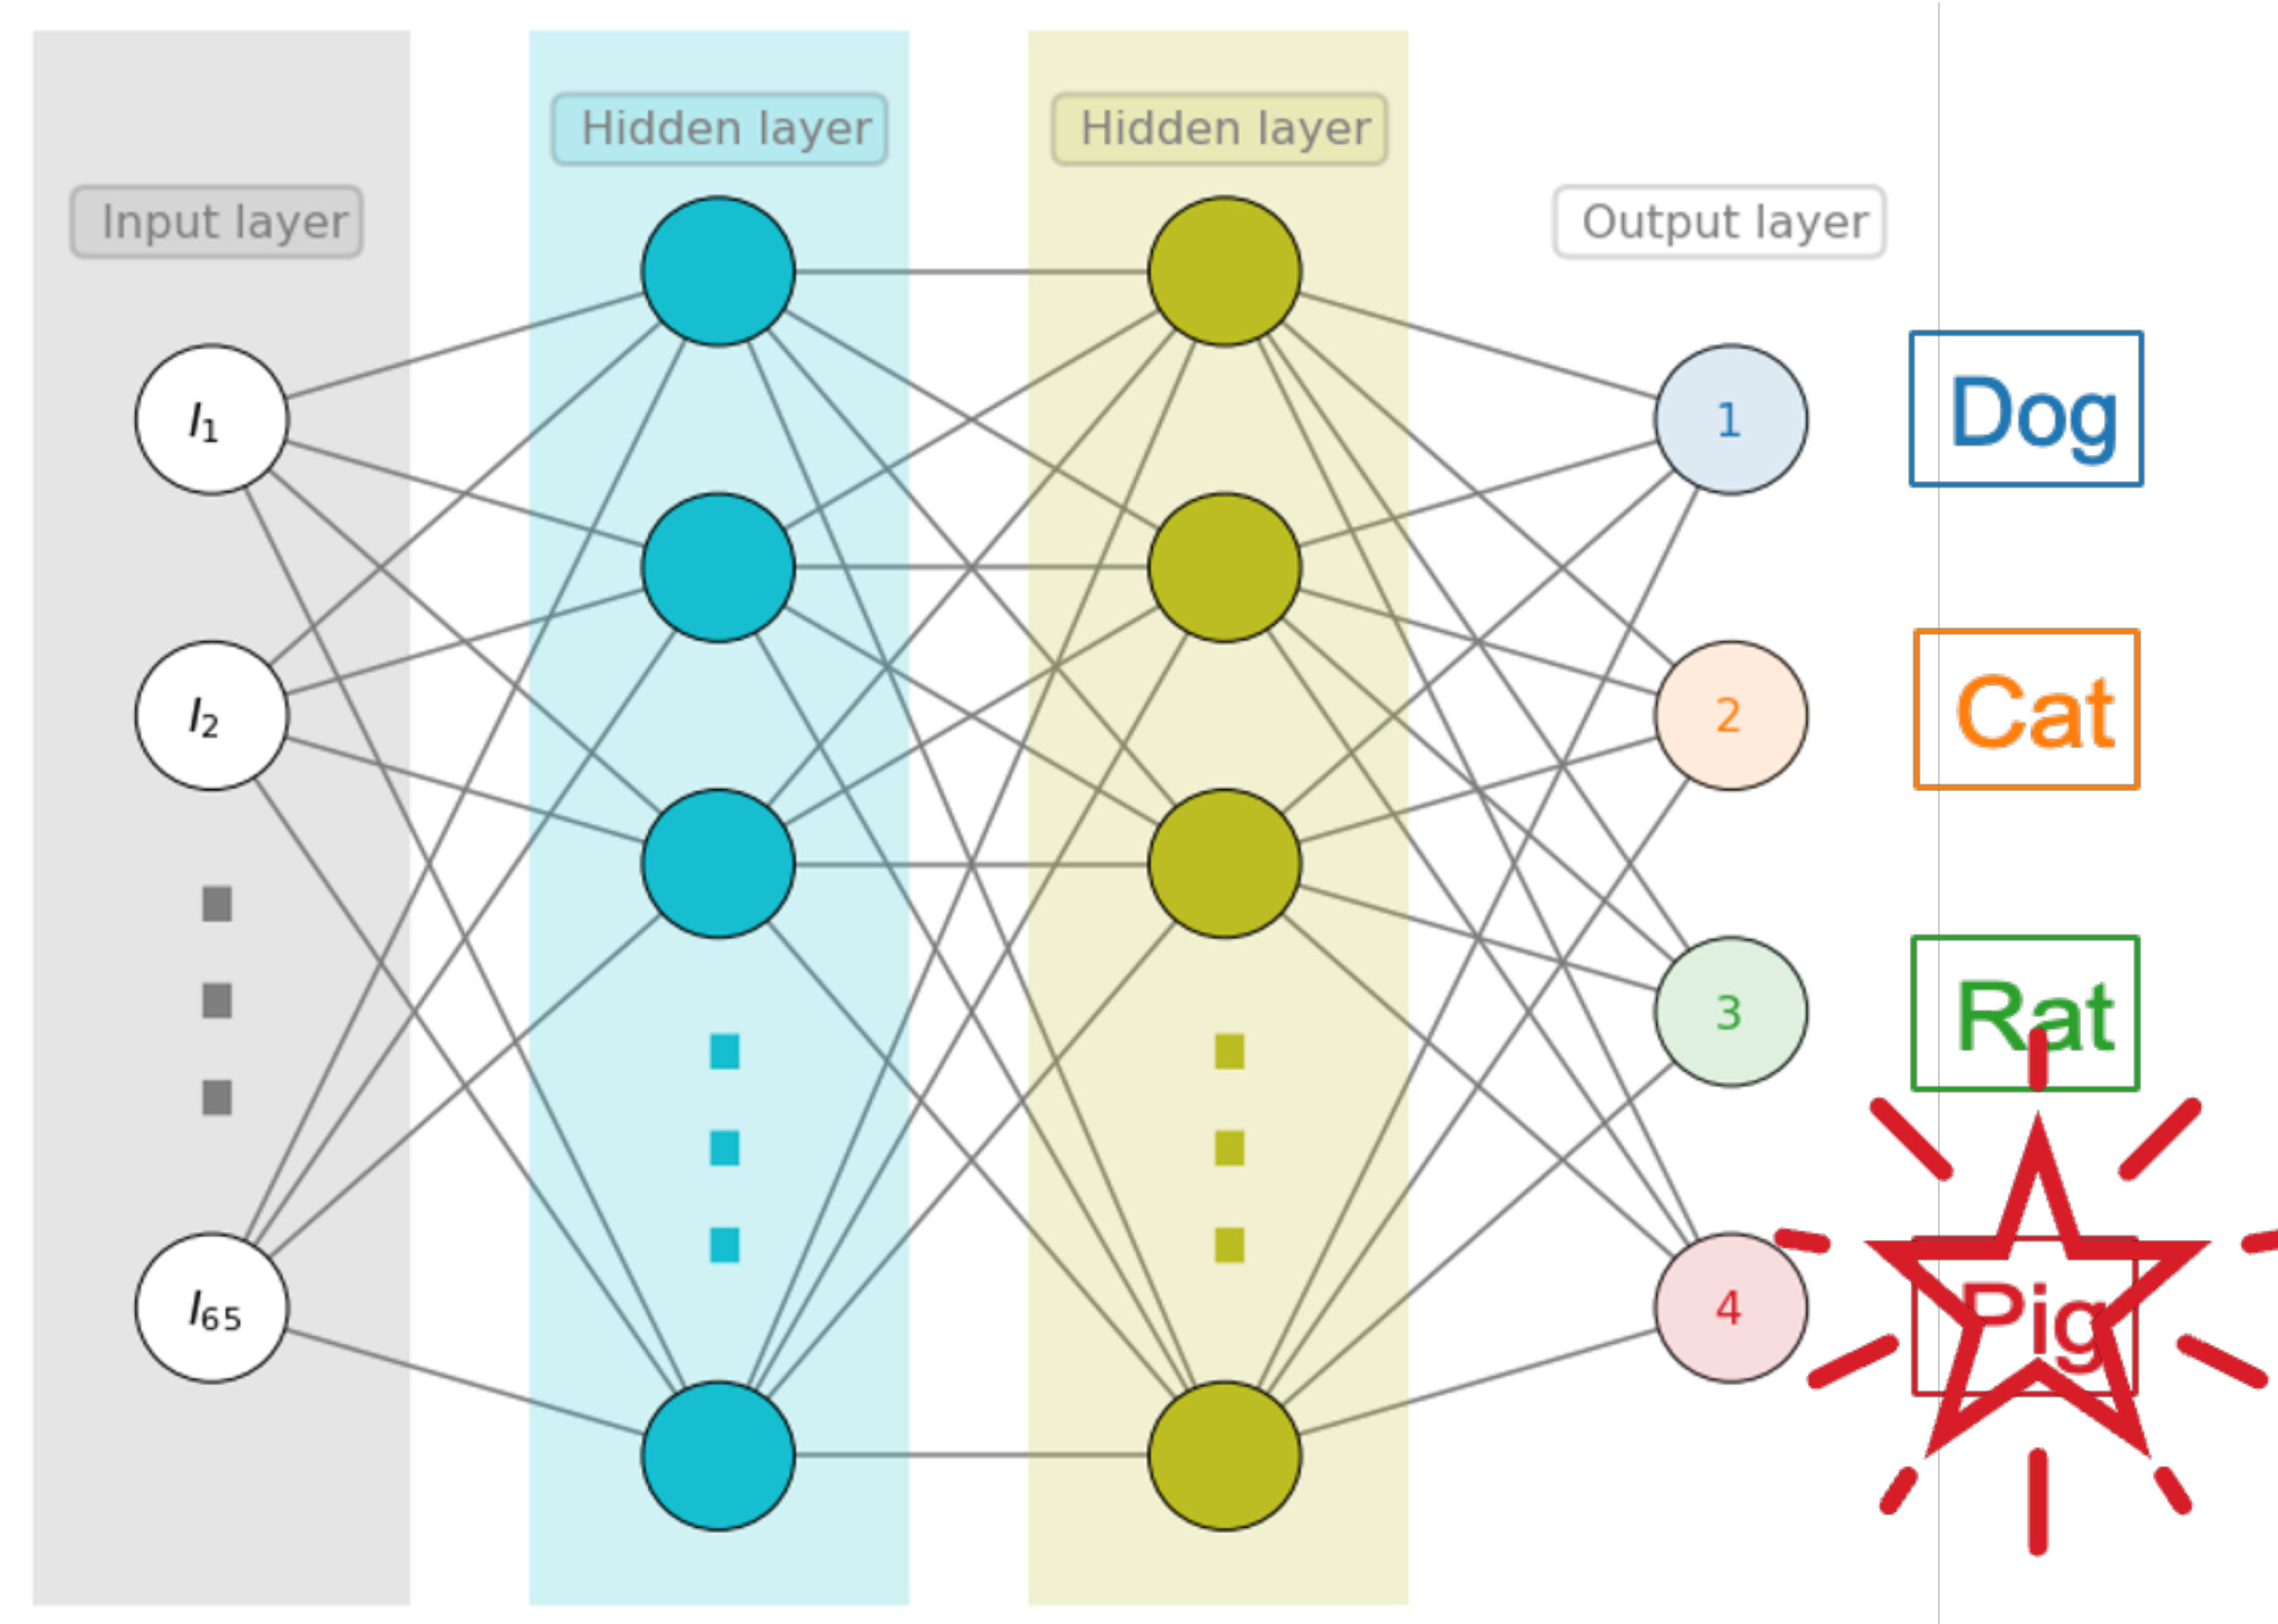 Hidden layer
Hidden layer
Input layer
Output layer
I1
1
Dog
I2
2
Cat
3
Rat
I65
4
Pig